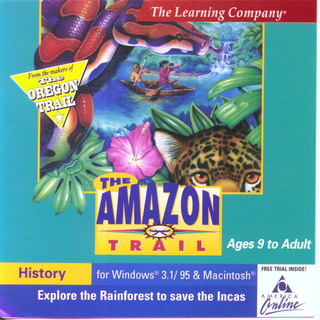 The Learning Company®
From the makers of
The
OREGON
TRAIL
THE
AMAZON
TRAIL
Ages 9 to Adult
History
for Windows® 3.1/ 95 & Macintosh®
FREE TRIAL INSIDE!
Explore the Rainforest to save the Incas
AMERICA
Online